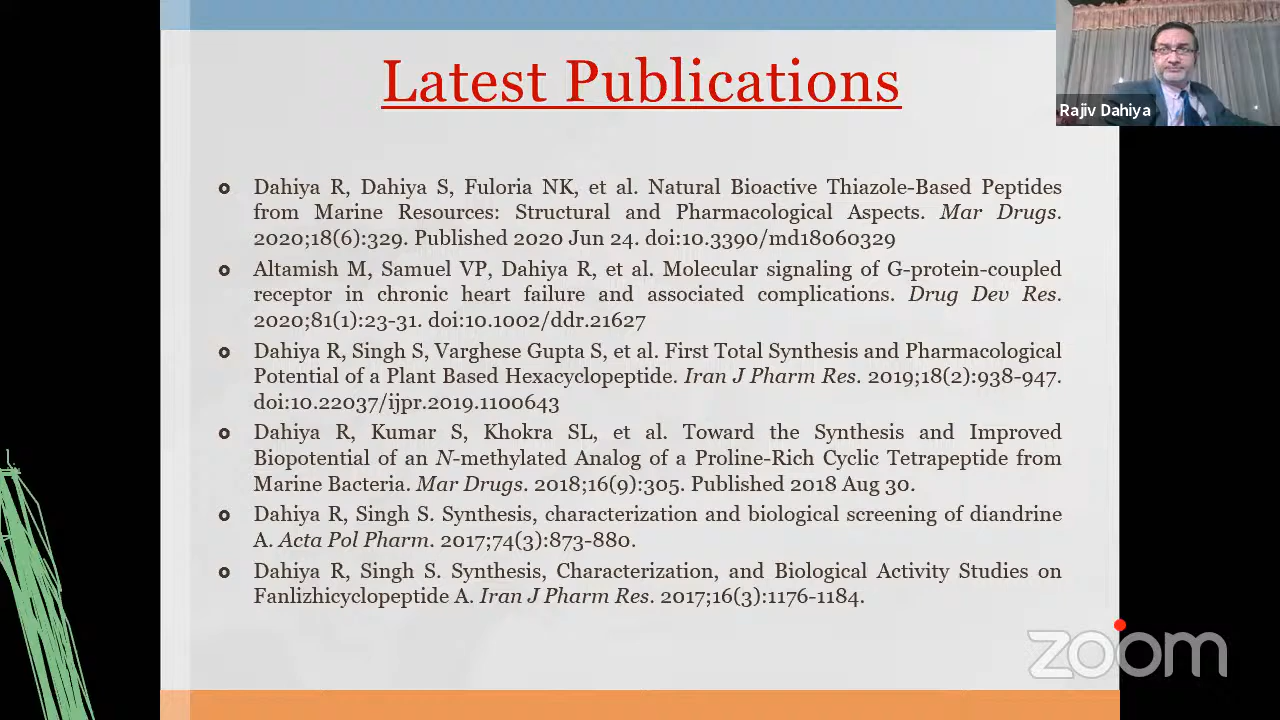 Latest Publications
Rajiv Dahiya
Dahiya R, Dahiya S, Fuloria NK, et al. Natural Bioactive Thiazole-Based Peptides
from Marine Resources: Structural and Pharmacological Aspects. Mar Drugs.
2020;18(6):329. Published 2020 Jun 24. doi:10.3390/md18060329
Altamish M, Samuel VP, Dahiya R, et al. Molecular signaling of G-protein-coupled
receptor in chronic heart failure and associated complications. Drug Dev Res.
2020;81(1):23-31. doi:10.1002/ddr.21627
Dahiya R, Singh S, Varghese Gupta S, et al. First Total Synthesis and Pharmacological
Potential of a Plant Based Hexacyclopeptide. Iran J Pharm Res. 2019;18(2):938-947.
doi:10.22037/ijpr.2019.1100643
Dahiya R, Kumar S, Khokra SL, et al. Toward the Synthesis and Improved
Biopotential of an N-methylated Analog of a Proline-Rich Cyclic Tetrapeptide from
Marine Bacteria. Mar Drugs. 2018;16(9):305. Published 2018 Aug 30.
Dahiya R, Singh S. Synthesis, characterization and biological screening of diandrine
A. Acta Pol Pharm. 2017;74(3):873-880.
Dahiya R, Singh S. Synthesis, Characterization, and Biological Activity Studies on
Fanlizhicyclopeptide A. Iran J Pharm Res. 2017;16(3):1176-1184.
zoom